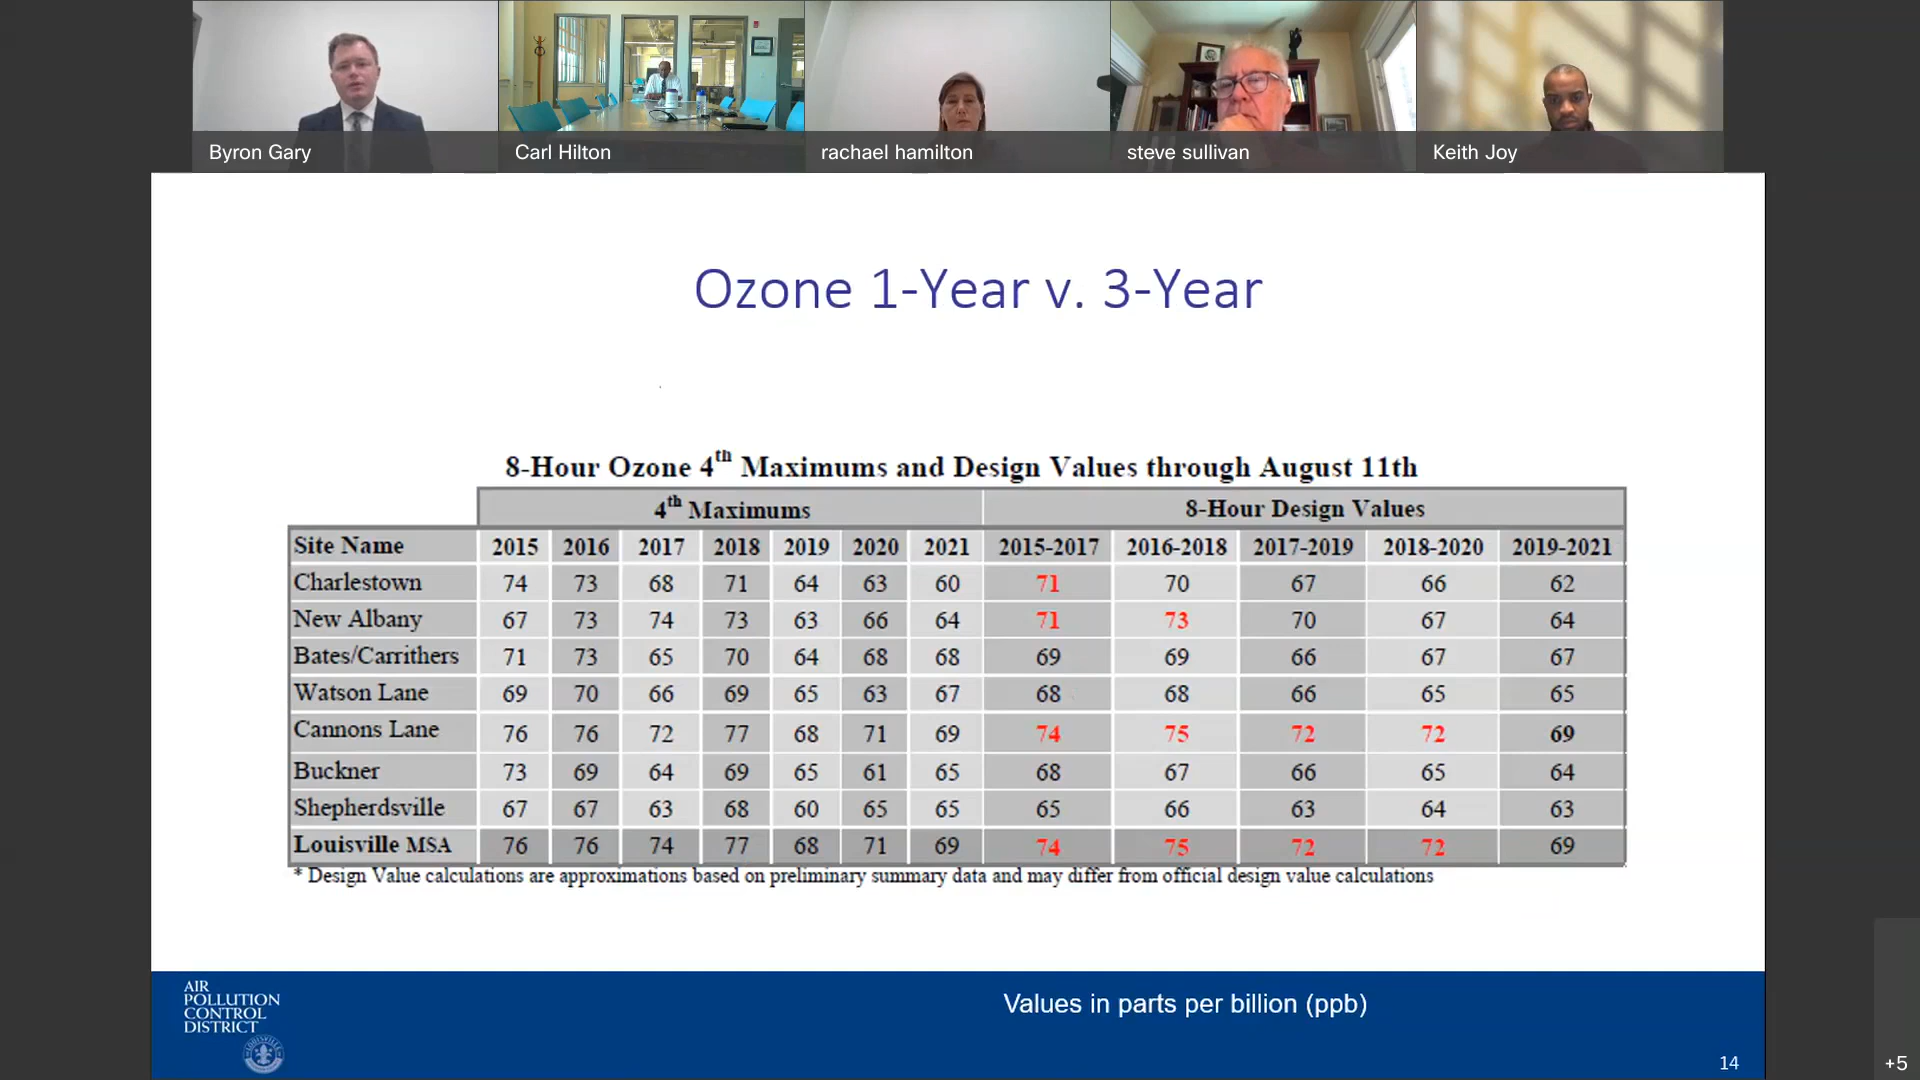 Byron Gary
Carl Hilton
rachael hamilton
steve sullivan
Keith Joy
Ozone 1-Year v. 3-Year
8-Hour Ozone 4th Maximums and Design Values through August 11th
4th Maximums 8-Hour Design Values
Site Name 2015 2016 2017 2018 2019 2020 2021 2015-2017 2016-2018 2017-2019 2018-2020 2019-2021
Charlestown 74 73 68 71 64 63 60 71 70 67 66 62
New Albany 67 73 74 73 63 66 64 71 73 70 67 64
Bates/Carrithers 71 73 65 70 64 68 68 69 69 66 67 67
Watson Lane 69 70 66 69 65 63 67 68 68 66 65 65
Cannons Lane 76 76 72 77 68 71 69 74 75 72 72 69
Buckner 73 69 64 69 65 61 65 68 67 66 65 64
Shepherdsville 67 67 63 68 60 65 65 65 66 63 64 63
Louisville MSA 76 76 74 77 68 71 69 74 75 72 72 69
* Design Value calculations are approximations based on preliminary summary data and may differ from official design value calculations
AIR
POLLUTION
CONTROL
DISTRICT
Values in parts per billion (ppb)
14
+5